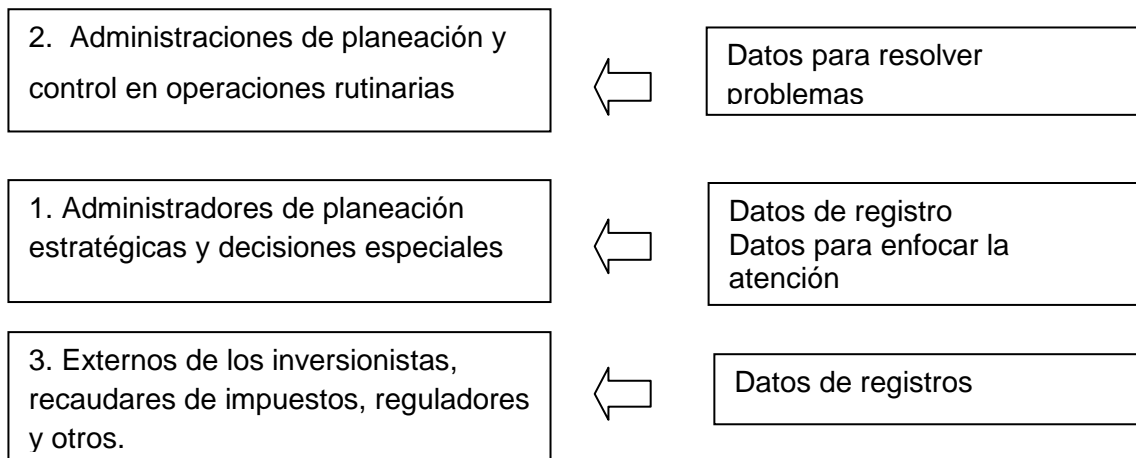 2. Administraciones de planeación y
control en operaciones rutinarias
Datos para resolver
problemas
1. Administradores de planeación
estratégicas y decisiones especiales
Datos de registro
Datos para enfocar la
atención
3. Externos de los inversionistas,
recaudares de impuestos, reguladores
y otros.
Datos de registros